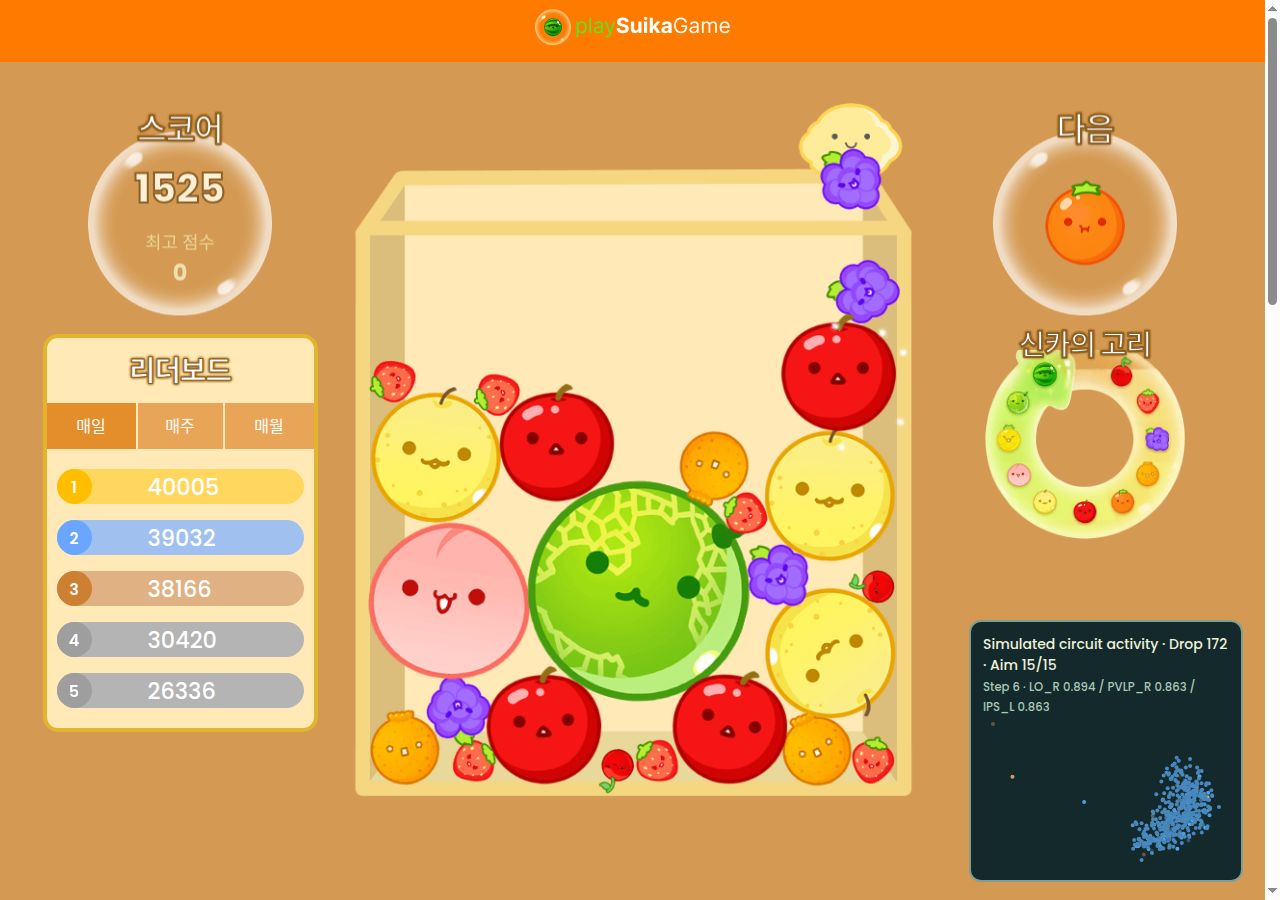 playSuikaGame
스코어
1525
최고 점수
0
다음
신카의 고리
리더보드
매일 매주 매월
1 40005
2 39032
3 38166
4 30420
5 26336
Simulated circuit activity · Drop 172
· Aim 15/15
Step 6 · LO_R 0.894 / PVLP_R 0.863 /
IPS_L 0.863